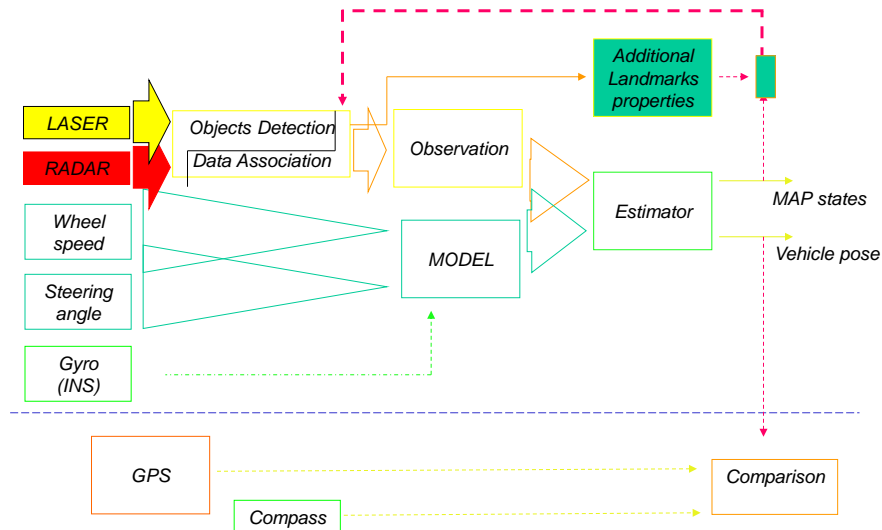 Additional
Landmarks
properties
LASER
Objects Detection
Data Association
Observation
RADAR
Wheel
speed
MODEL
Estimator
MAP states
Vehicle pose
Steering
angle
Gyro
(INS)
GPS
Comparison
Compass